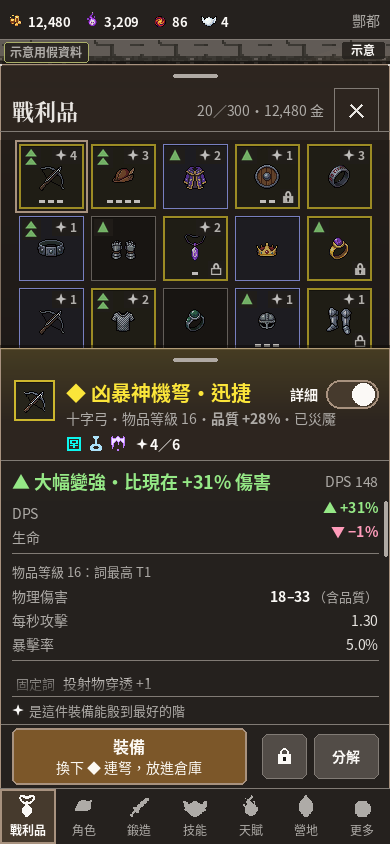 12,480 3,209 86 4 酆都
示意用假資料 示意
戰利品 20／300・12,480 金
4 3 2 1 3
1 2 1
1 2 1 1
凶暴神機弩・迅捷 詳細
十字弓・物品等級 16・品質 +28%・已災魘
4／6
大幅變強・比現在 +31% 傷害 DPS 148
DPS +31%
生命 −1%
物品等級 16：詞最高 T1
物理傷害 18–33 （含品質）
每秒攻擊 1.30
暴擊率 5.0%
固定詞 投射物穿透 +1
是這件裝備能骰到最好的階
裝備
換下 ◆ 連弩，放進倉庫
分解
戰利品 角色 鍛造 技能 天賦 營地 更多